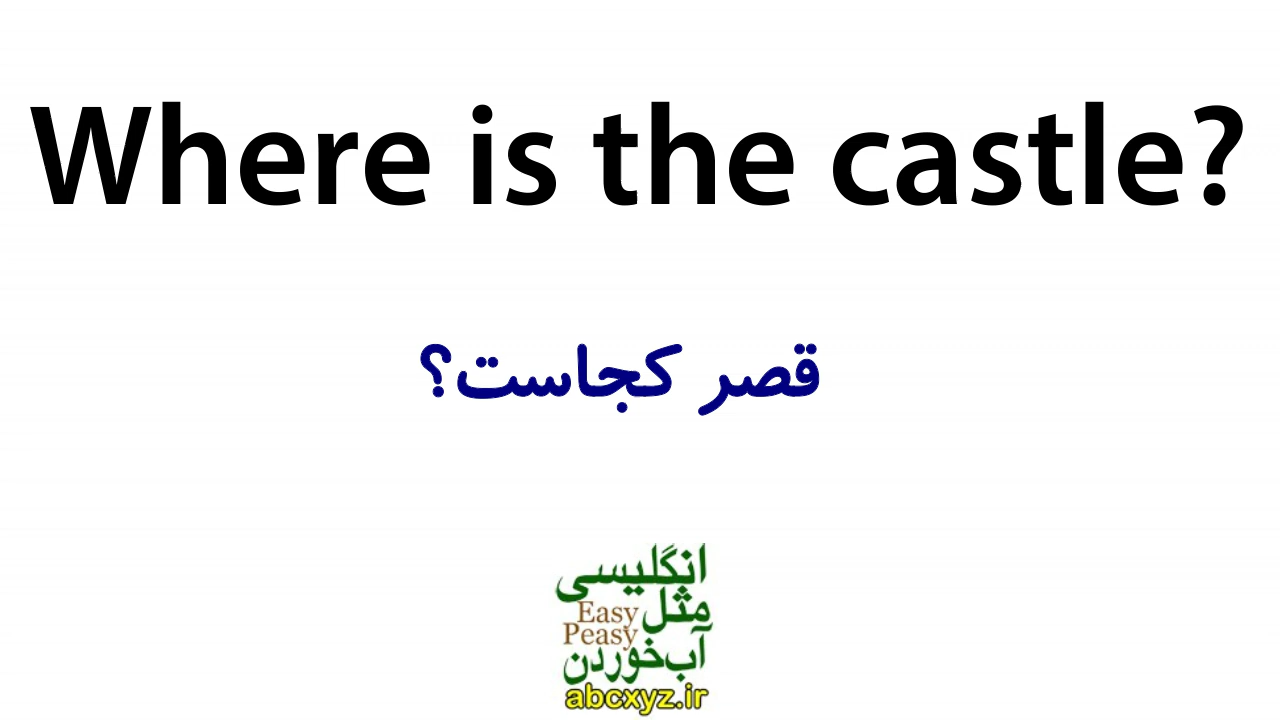 Where is the castle?
قصر کجاست؟
انگلیسی
مثل Easy
Peasy
آب‌خوردن
abcxyz.ir